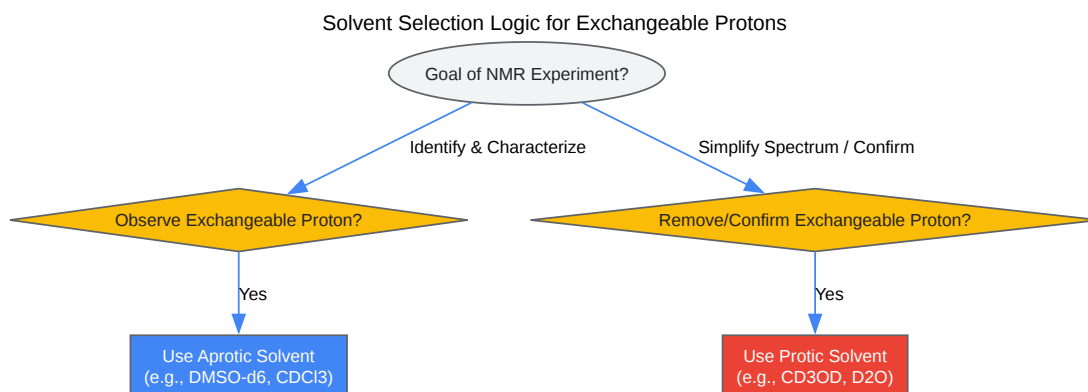 Solvent Selection Logic for Exchangeable Protons
Goal of NMR Experiment?
Identify & Characterize
Simplify Spectrum / Confirm
Observe Exchangeable Proton?
Remove/Confirm Exchangeable Proton?
Yes
Yes
Use Aprotic Solvent
(e.g., DMSO-d6, CDCl3)
Use Protic Solvent
(e.g., CD3OD, D2O)